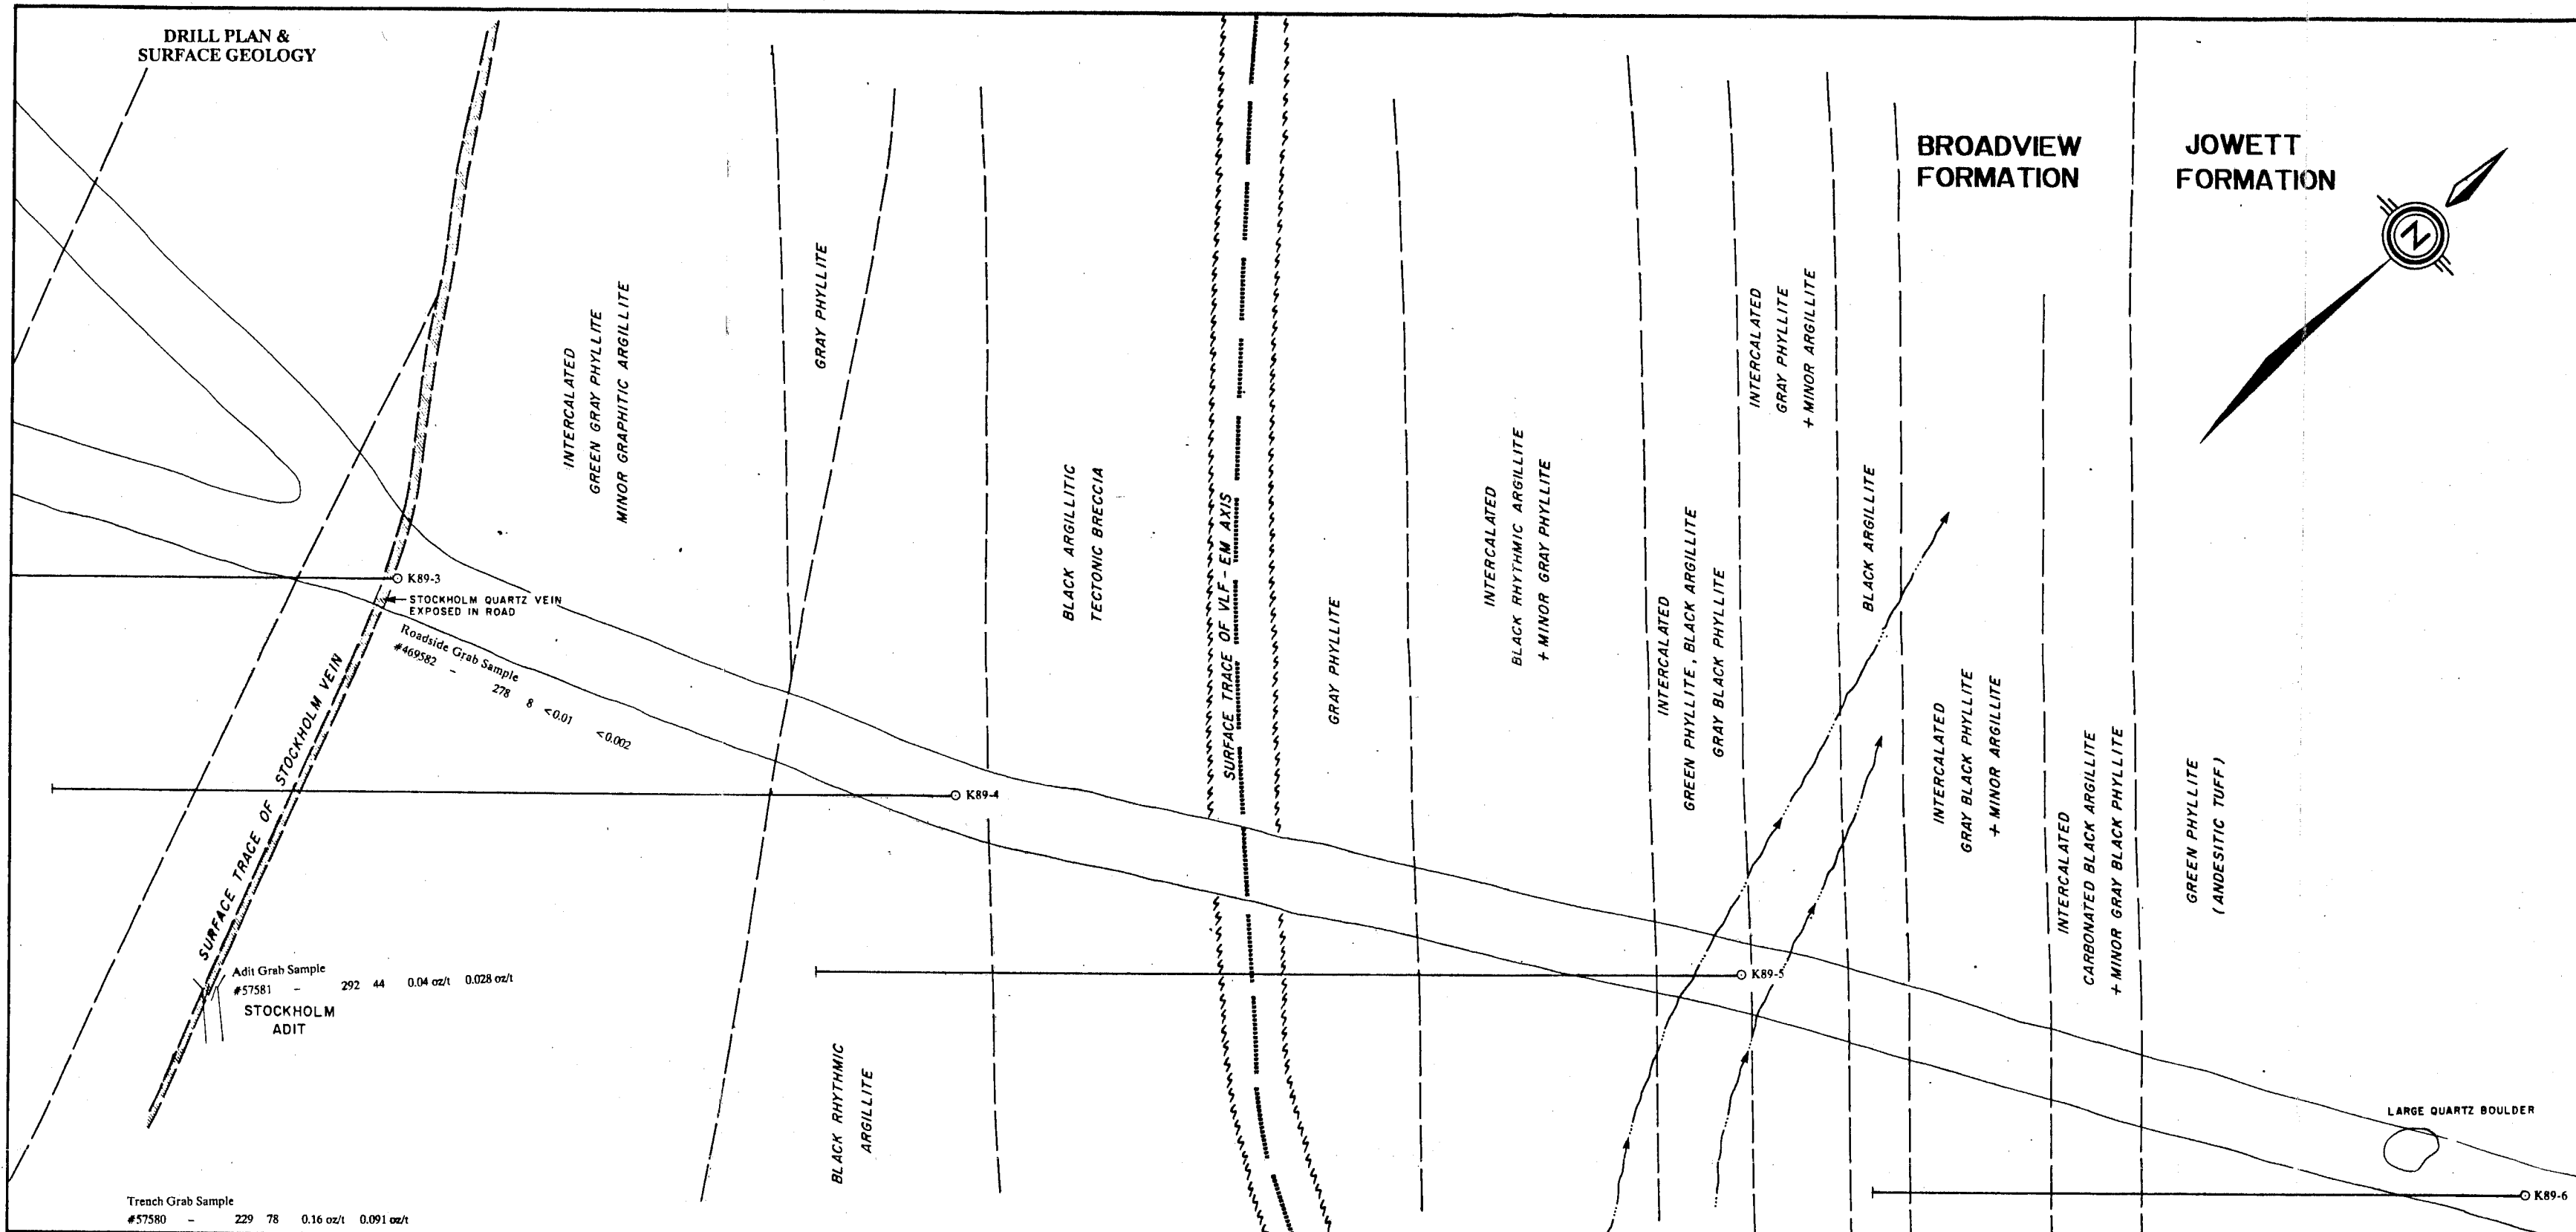 DRILL PLAN &
SURFACE GEOLOGY
BROADVIEW
FORMATION
JOWETT
FORMATION
N
INTERCALATED
GREEN GRAY PHYLLITE
MINOR GRAPHITIC ARGILLITE
GRAY PHYLLITE
BLACK ARGILLITIC
TECTONIC BRECCIA
SURFACE TRACE OF VLF-EM AXIS
GRAY PHYLLITE
INTERCALATED
BLACK RHYTHMIC ARGILLITE
+ MINOR GRAY PHYLLITE
INTERCALATED
GREEN PHYLLITE, BLACK ARGILLITE
GRAY BLACK PHYLLITE
INTERCALATED
GRAY PHYLLITE
+ MINOR ARGILLITE
BLACK ARGILLITE
INTERCALATED
GRAY BLACK PHYLLITE
+ MINOR ARGILLITE
INTERCALATED
CARBONATED BLACK ARGILLITE
+ MINOR GRAY BLACK PHYLLITE
GREEN PHYLLITE
(ANDESITIC TUFF)
K89-3
STOCKHOLM QUARTZ VEIN
EXPOSED IN ROAD
Roadside Grab Sample
#469582 - 278 8 <0.01 <0.002
SURFACE TRACE OF STOCKHOLM VEIN
K89-4
K89-5
Adit Grab Sample
#57581 - 292 44 0.04 oz/t 0.028 oz/t
STOCKHOLM
ADIT
BLACK RHYTHMIC
ARGILLITE
LARGE QUARTZ BOULDER
K89-6
Trench Grab Sample
#57580 - 229 78 0.16 oz/t 0.091 oz/t